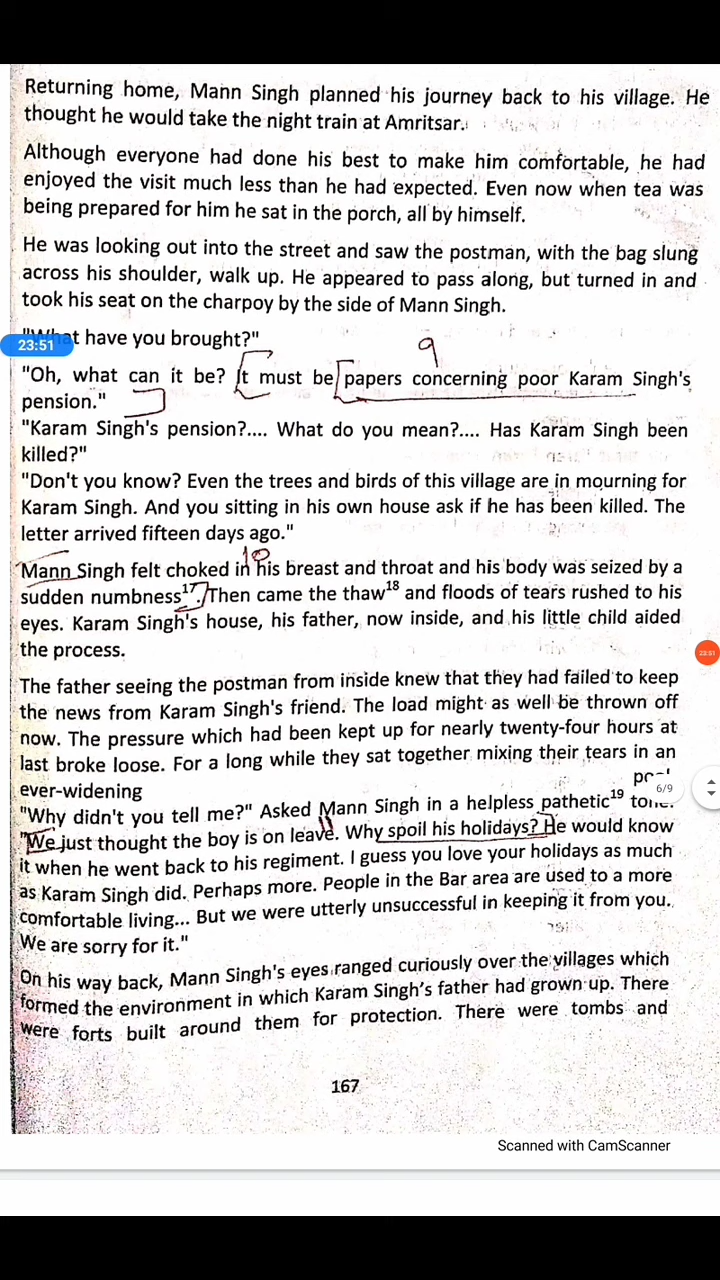 Returning home, Mann Singh planned his journey back to his village. He
thought he would take the night train at Amritsar.
Although everyone had done his best to make him comfortable, he had
enjoyed the visit much less than he had expected. Even now when tea was
being prepared for him he sat in the porch, all by himself.
He was looking out into the street and saw the postman, with the bag slung
across his shoulder, walk up. He appeared to pass along, but turned in and
took his seat on the charpoy by the side of Mann Singh.
have you brought?"
23:51
9
"Oh, what can it be? It must be papers concerning poor Karam Singh's
pension."
"Karam Singh's pension?.... What do you mean?.... Has Karam Singh been
killed?"
"Don't you know? Even the trees and birds of this village are in mourning for
Karam Singh. And you sitting in his own house ask if he has been killed. The
letter arrived fifteen days ago."
10
Mann Singh felt choked in his breast and throat and his body was seized by a
sudden numbness17. Then came the thaw18 and floods of tears rushed to his
eyes. Karam Singh's house, his father, now inside, and his little child aided
the process.
23:51
The father seeing the postman from inside knew that they had failed to keep
the news from Karam Singh's friend. The load might as well be thrown off
now. The pressure which had been kept up for nearly twenty-four hours at
last broke loose. For a long while they sat together mixing their tears in an
ever-widening
6/9
"Why didn't you tell me?" Asked Mann Singh in a helpless pathetic19
11
"We just thought the boy is on leave. Why spoil his holidays? He would know
it when he went back to his regiment. I guess you love your holidays as much
as Karam Singh did. Perhaps more. People in the Bar area are used to a more
comfortable living... But we were utterly unsuccessful in keeping it from you.
We are sorry for it."
On his way back, Mann Singh's eyes ranged curiously over the villages which
formed the environment in which Karam Singh's father had grown up. There
were forts built around them for protection. There were tombs and
167
Scanned with CamScanner